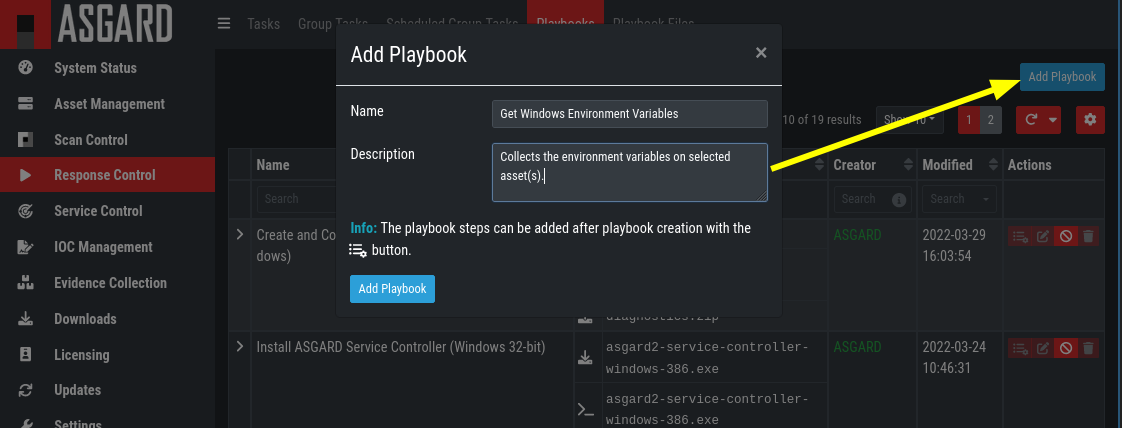 ASGARD
Tasks
Group Tasks
Scheduled Group Tasks
Playbooks
Playbook Files
System Status
Asset Management
Scan Control
Response Control
Service Control
IOC Management
Evidence Collection
Downloads
Licensing
Updates
Settings
Add Playbook
×
Name
Get Windows Environment Variables
Description
Collects the environment variables on selected
asset(s).
Info: The playbook steps can be added after playbook creation with the
button.
Add Playbook
Add Playbook
10 of 19 results
Show 10
1
2
Name
Creator
Modified
Actions
Search
Search
Search
Create and Co
dows)
diagnostics.zip
ASGARD
2022-03-29
16:03:54
Install ASGARD Service Controller (Windows 32-bit)
asgard2-service-controller-
windows-386.exe
ASGARD
2022-03-24
10:46:31
asgard2-service-controller-
windows-386.exe